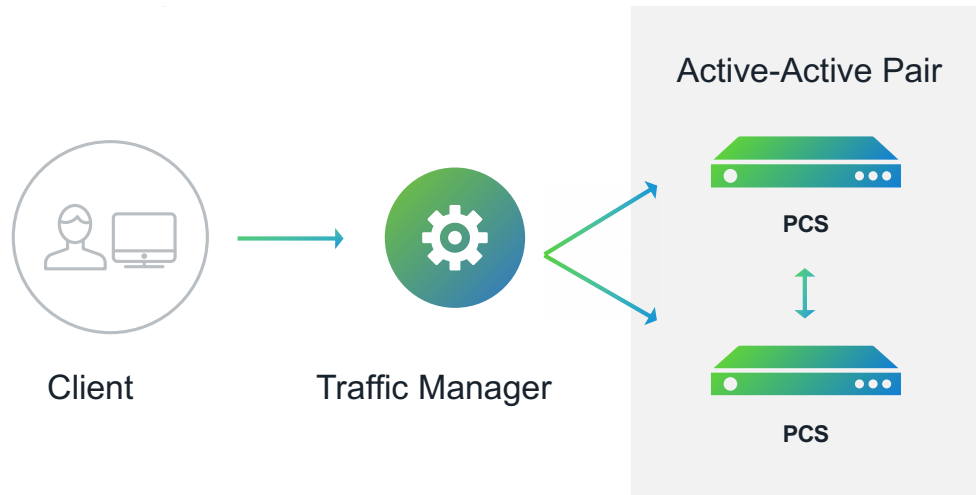 Active-Active Pair
PCS
Client
Traffic Manager
PCS